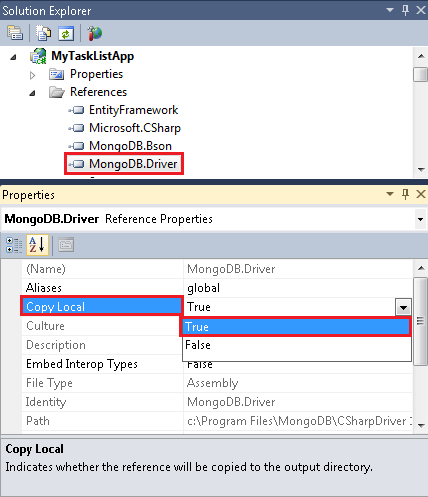 Solution Explorer
MyTaskListApp
Properties
References
EntityFramework
Microsoft.CSharp
MongoDB.Bson
MongoDB.Driver
Properties
MongoDB.Driver Reference Properties
(Name) MongoDB.Driver
Aliases global
Copy Local True
Culture True
Description False
Embed Interop Types False
File Type Assembly
Identity MongoDB.Driver
Path c:\Program Files\MongoDB\CSharpDriver
Copy Local
Indicates whether the reference will be copied to the output directory.